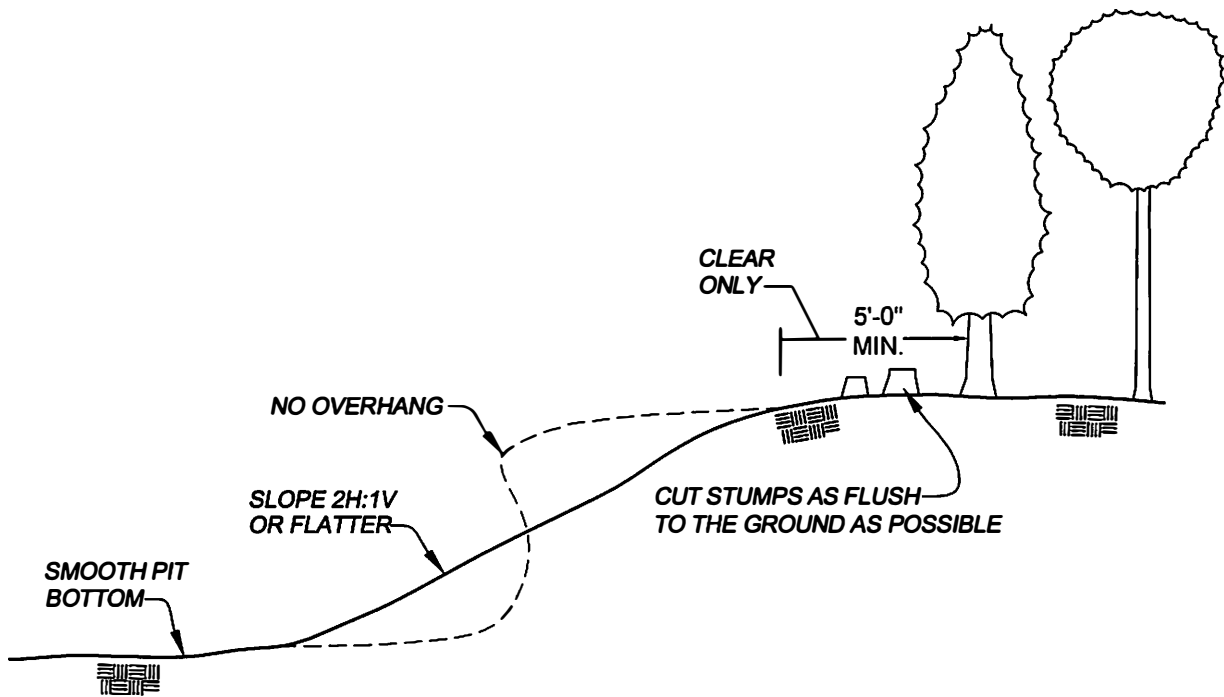 CLEAR
ONLY
5'-0"
MIN.
NO OVERHANG
SLOPE 2H:1V
OR FLATTER
CUT STUMPS AS FLUSH
TO THE GROUND AS POSSIBLE
SMOOTH PIT
BOTTOM